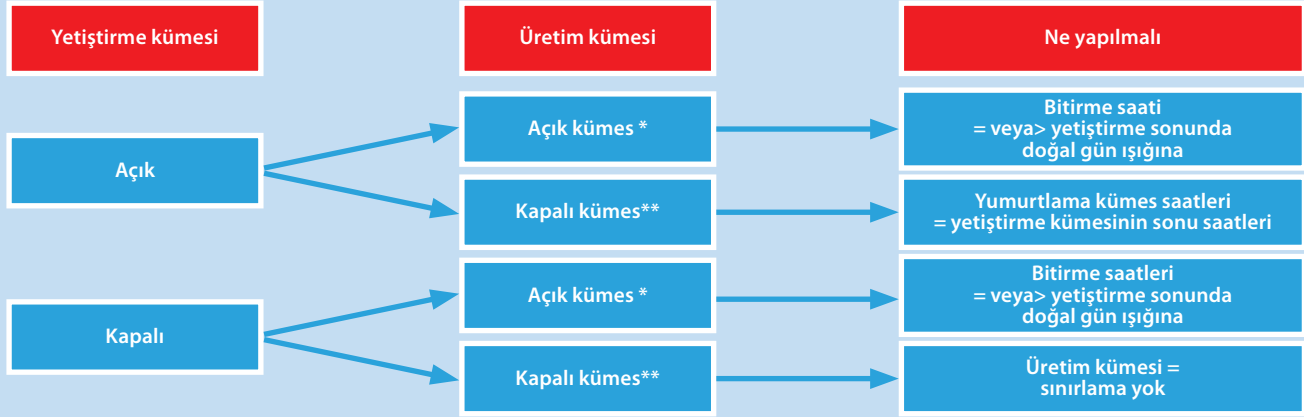 Yetiştirme kümesi
Üretim kümesi
Ne yapılmalı
Açık
Açık kümes *
Bitirme saati
= veya> yetiştirme sonunda
doğal gün ışığına
Kapalı kümes**
Yumurtlama kümes saatleri
= yetiştirme kümesinin sonu saatleri
Kapalı
Açık kümes *
Bitirme saatleri
= veya> yetiştirme sonunda
doğal gün ışığına
Kapalı kümes**
Üretim kümesi =
sınırlama yok